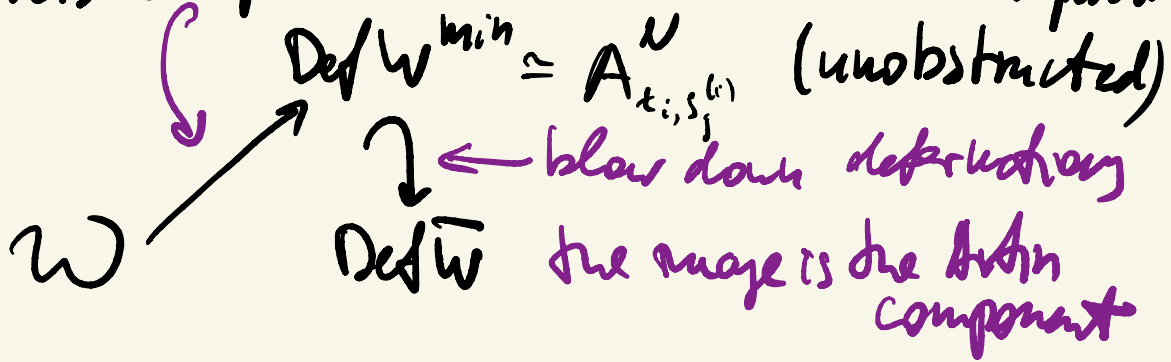 Def W^{min} ≃ A^N_{t_i, s_j^{(i)}} (unobstructed)
blow down deformations
W Def W̄ the image is the Artin
component